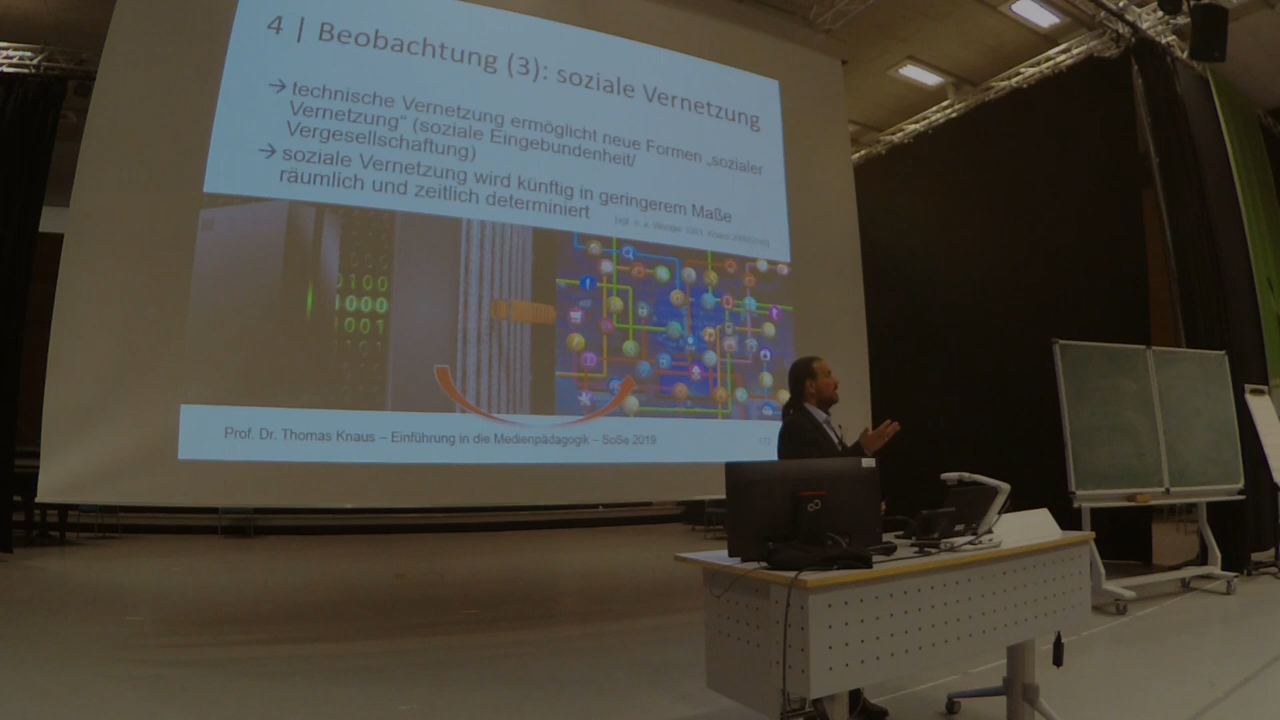 4 | Beobachtung (3): soziale Vernetzung
→ technische Vernetzung ermöglicht neue Formen „sozialer
Vernetzung“ (soziale Eingebundenheit/
Vergesellschaftung)
→ soziale Vernetzung wird künftig in geringerem Maße
räumlich und zeitlich determiniert
0100
1000
1001
Prof. Dr. Thomas Knaus – Einführung in die Medienpädagogik – SoSe 2019